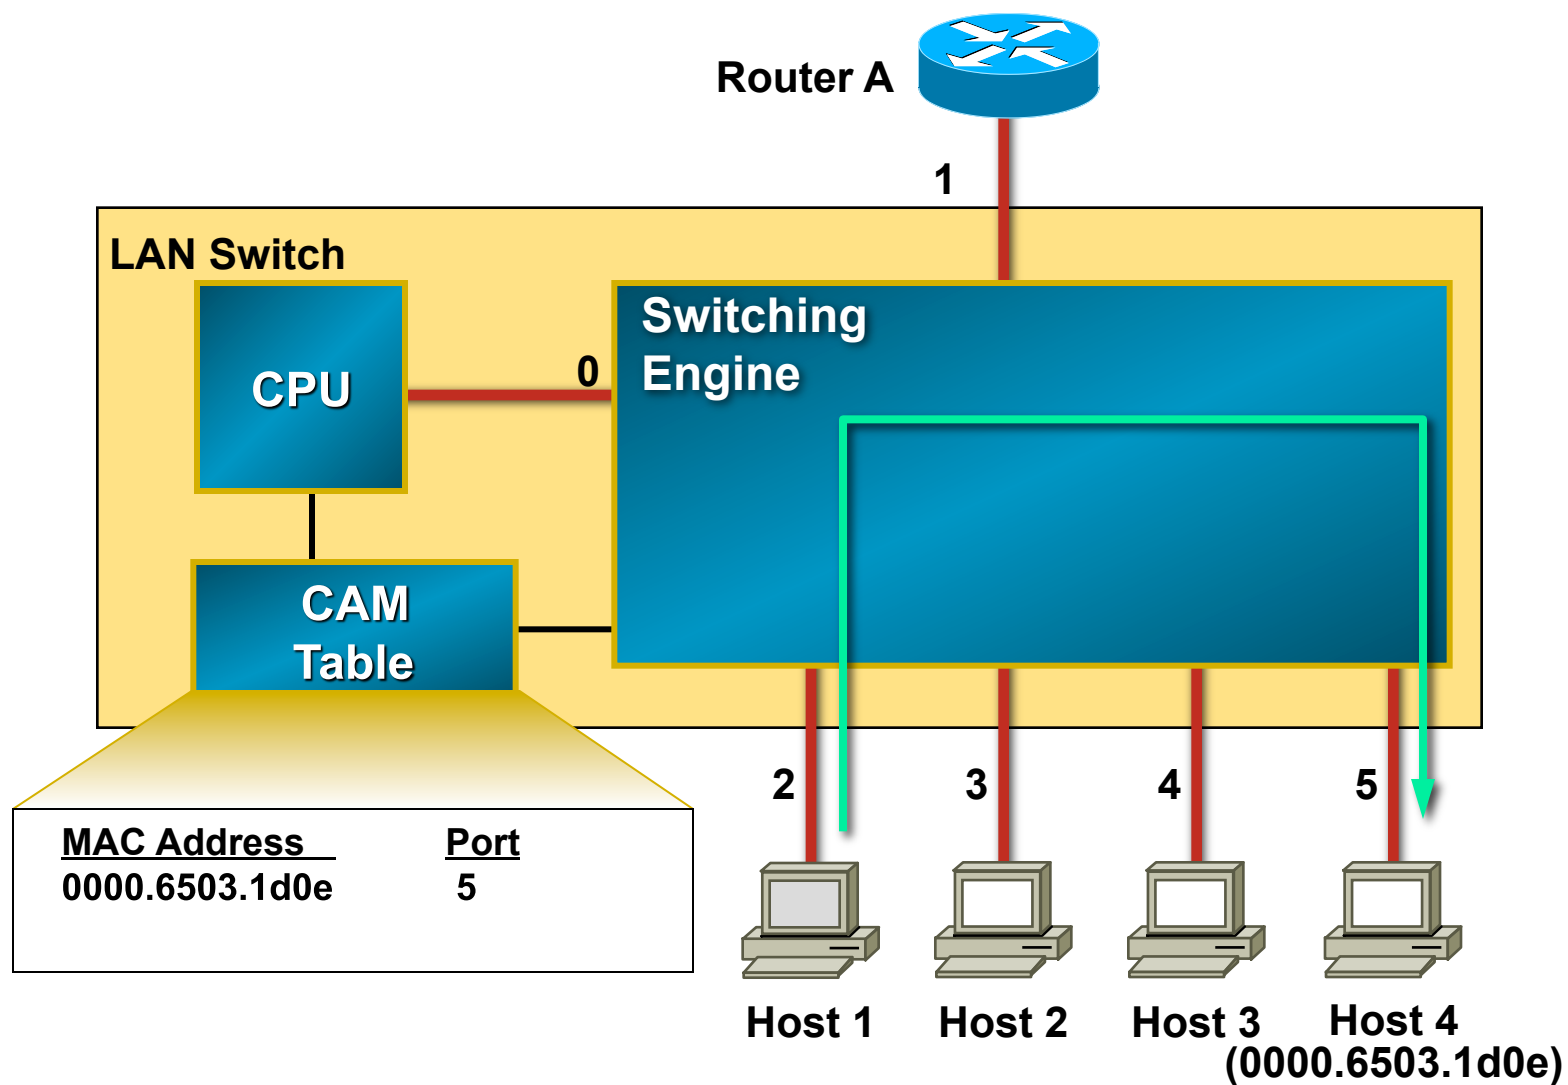 Router A
1
LAN Switch
Switching
Engine
CPU
0
CAM
Table
2
3
4
5
MAC Address Port
0000.6503.1d0e 5
Host 1
Host 2
Host 3
Host 4
(0000.6503.1d0e)